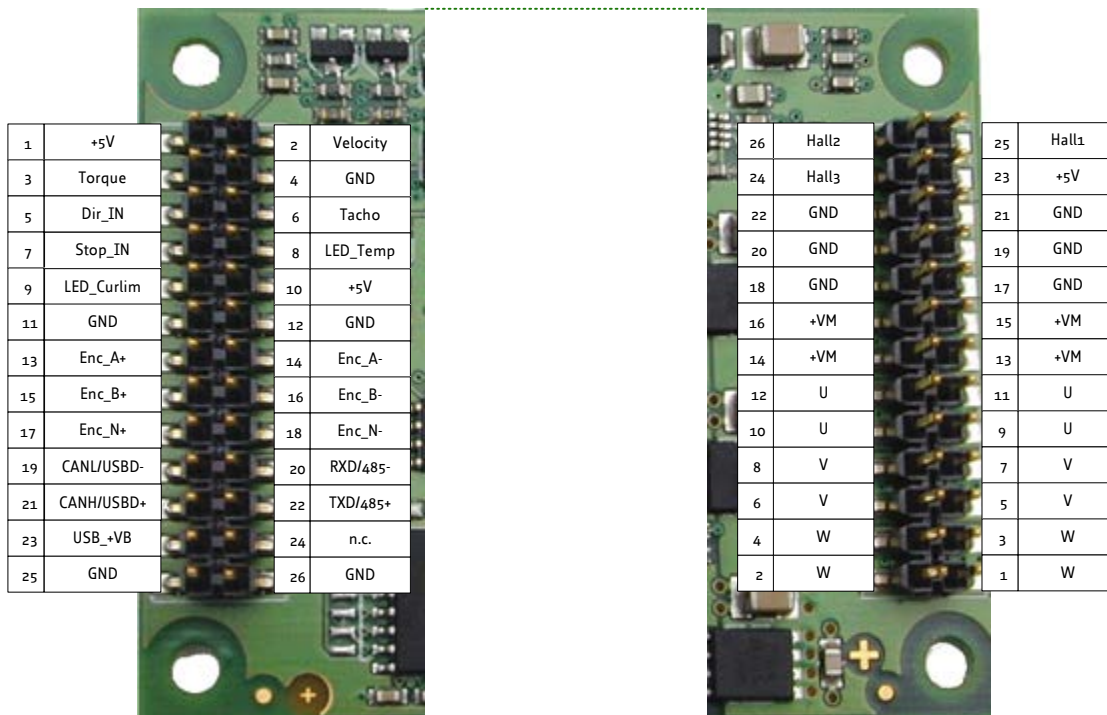 1 +5V 2 Velocity
3 Torque 4 GND
5 Dir_IN 6 Tacho
7 Stop_IN 8 LED_Temp
9 LED_Curlim 10 +5V
11 GND 12 GND
13 Enc_A+ 14 Enc_A-
15 Enc_B+ 16 Enc_B-
17 Enc_N+ 18 Enc_N-
19 CANL/USBD- 20 RXD/485-
21 CANH/USBD+ 22 TXD/485+
23 USB_+VB 24 n.c.
25 GND 26 GND
26 Hall2 25 Hall1
24 Hall3 23 +5V
22 GND 21 GND
20 GND 19 GND
18 GND 17 GND
16 +VM 15 +VM
14 +VM 13 +VM
12 U 11 U
10 U 9 U
8 V 7 V
6 V 5 V
4 W 3 W
2 W 1 W